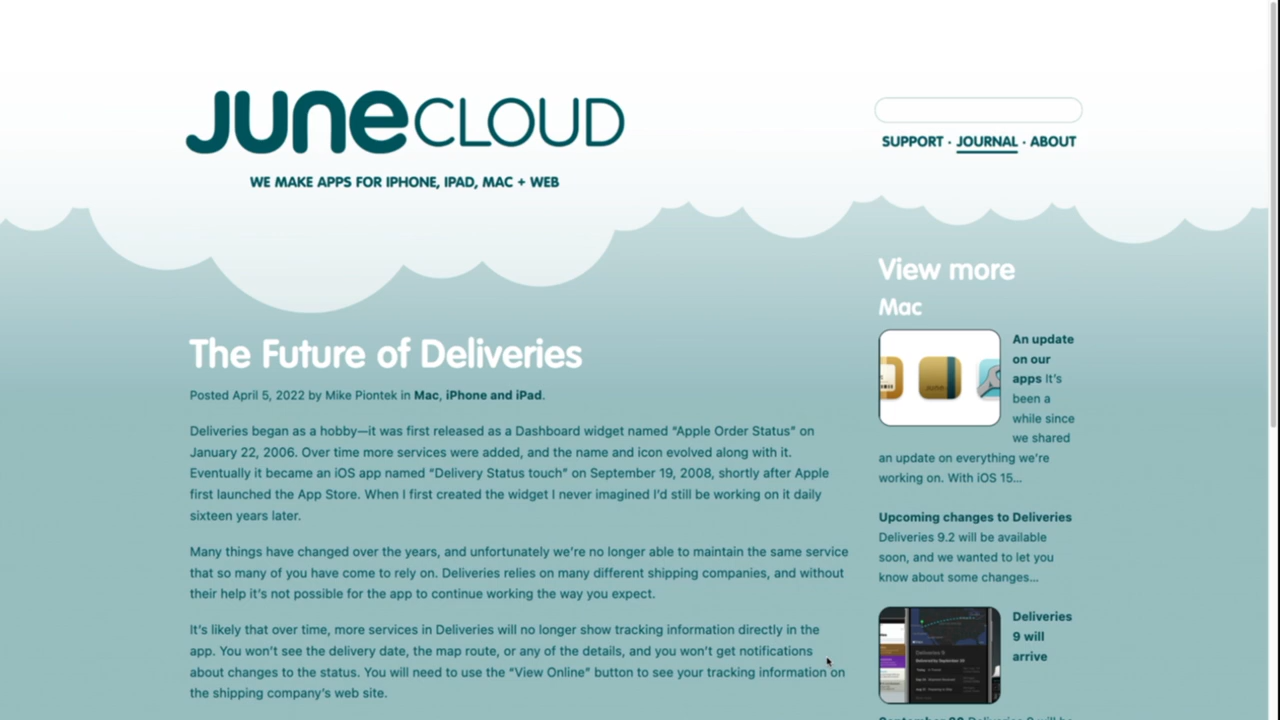 JUNECLOUD
WE MAKE APPS FOR IPHONE, IPAD, MAC + WEB
SUPPORT · JOURNAL · ABOUT
The Future of Deliveries
Posted April 5, 2022 by Mike Piontek in Mac, iPhone and iPad.
Deliveries began as a hobby—it was first released as a Dashboard widget named “Apple Order Status” on
January 22, 2006. Over time more services were added, and the name and icon evolved along with it.
Eventually it became an iOS app named “Delivery Status touch” on September 19, 2008, shortly after Apple
first launched the App Store. When I first created the widget I never imagined I’d still be working on it daily
sixteen years later.
Many things have changed over the years, and unfortunately we’re no longer able to maintain the same service
that so many of you have come to rely on. Deliveries relies on many different shipping companies, and without
their help it’s not possible for the app to continue working the way you expect.
It’s likely that over time, more services in Deliveries will no longer show tracking information directly in the
app. You won’t see the delivery date, the map route, or any of the details, and you won’t get notifications
about changes to the status. You will need to use the “View Online” button to see your tracking information on
the shipping company’s web site.
View more
Mac
An update
on our
apps It’s
been a
while since
we shared
an update on everything we’re
working on. With iOS 15...
Upcoming changes to Deliveries
Deliveries 9.2 will be available
soon, and we wanted to let you
know about some changes...
Deliveries
9 will
arrive